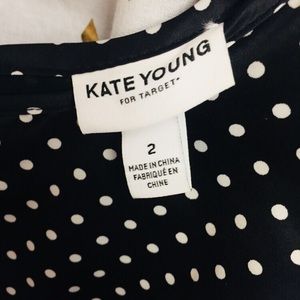 KATE YOUNG
FOR TARGET
2
MADE IN CHINA
FABRIQUÉ EN
CHINE